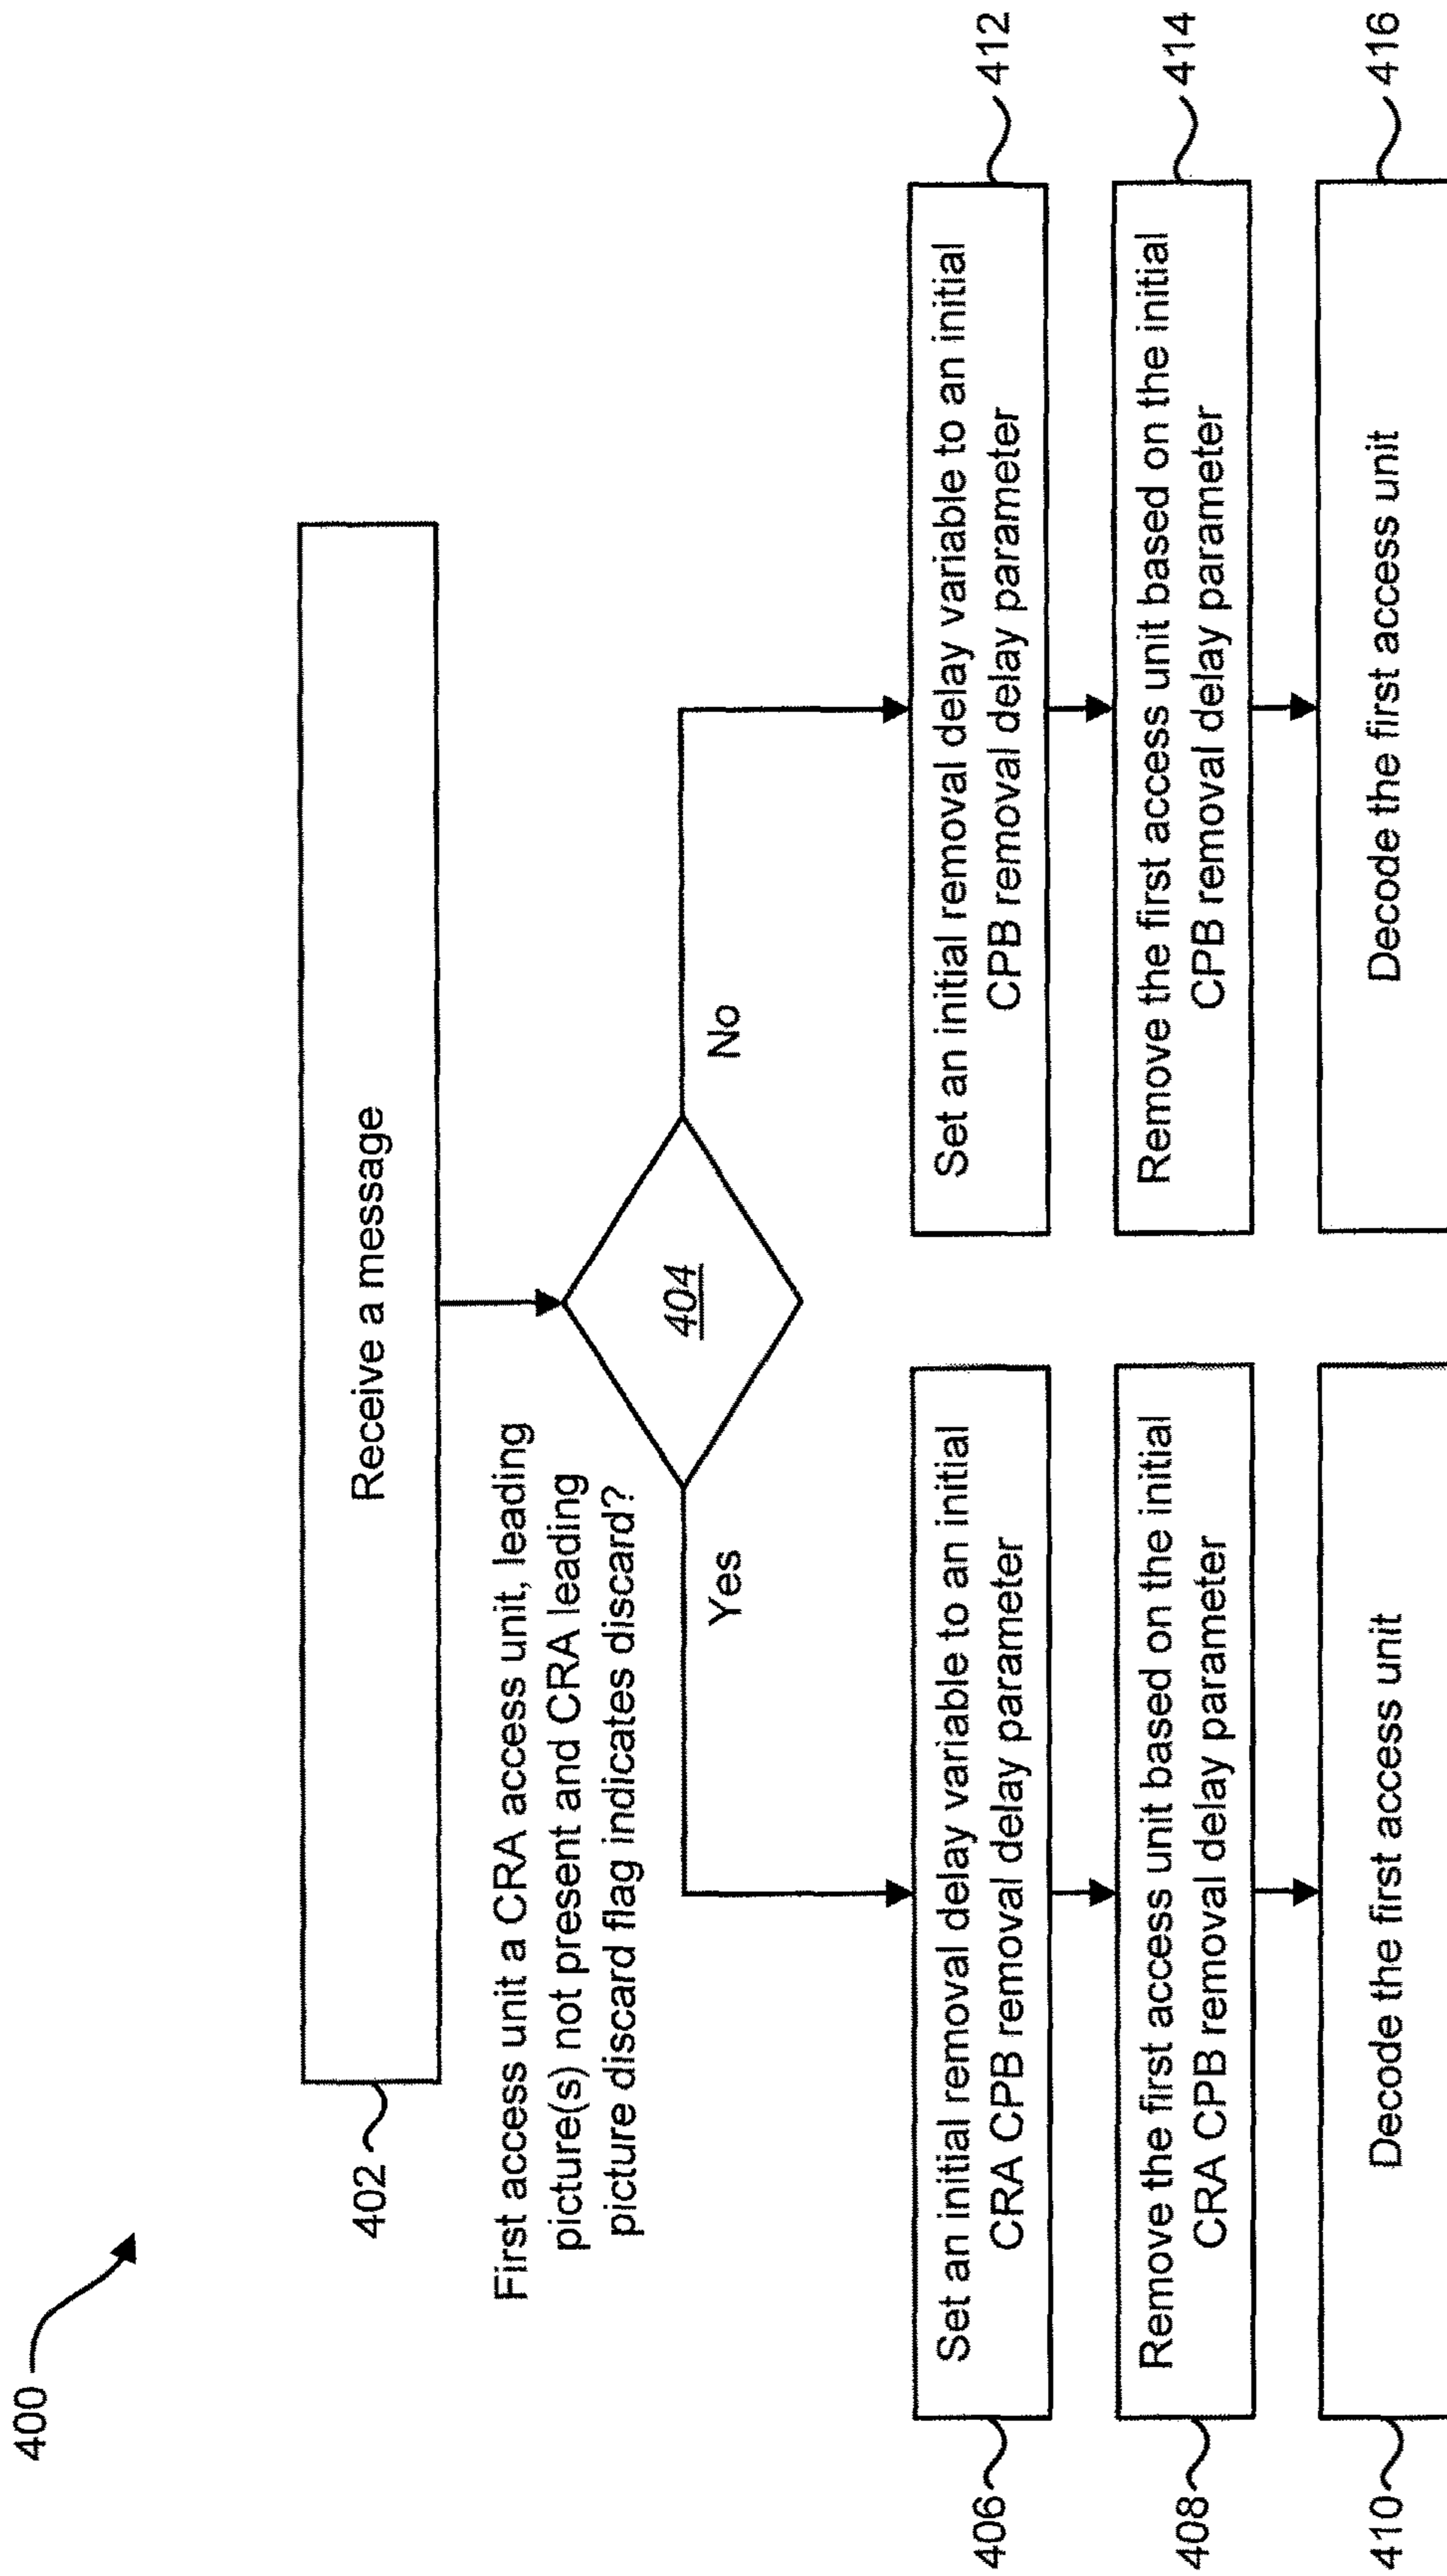 400
402
Receive a message
First access unit a CRA access unit, leading
picture(s) not present and CRA leading
picture discard flag indicates discard?
404
Yes
No
406
Set an initial removal delay variable to an initial
CRA CPB removal delay parameter
Set an initial removal delay variable to an initial
CPB removal delay parameter
412
408
Remove the first access unit based on the initial
CRA CPB removal delay parameter
Remove the first access unit based on the initial
CPB removal delay parameter
414
410
Decode the first access unit
Decode the first access unit
416